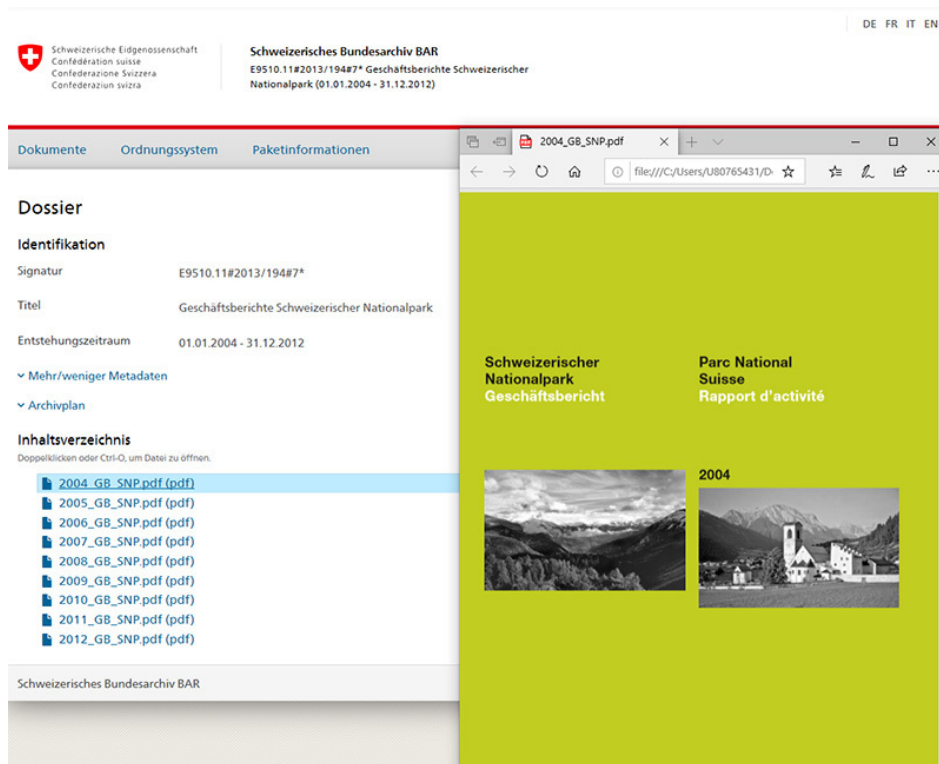 DE FR IT EN
Schweizerische Eidgenossenschaft
Confédération suisse
Confederazione Svizzera
Confederaziun svizra
Schweizerisches Bundesarchiv BAR
E9510.11#2013/194#7* Geschäftsberichte Schweizerischer
Nationalpark (01.01.2004 - 31.12.2012)
Dokumente Ordnungssystem Paketinformationen
Dossier
Identifikation
Signatur E9510.11#2013/194#7*
Titel Geschäftsberichte Schweizerischer Nationalpark
Entstehungszeitraum 01.01.2004 - 31.12.2012
Mehr/weniger Metadaten
Archivplan
Inhaltsverzeichnis
Doppelklicken oder Ctrl-O, um Datei zu öffnen.
2004_GB_SNP.pdf (pdf)
2005_GB_SNP.pdf (pdf)
2006_GB_SNP.pdf (pdf)
2007_GB_SNP.pdf (pdf)
2008_GB_SNP.pdf (pdf)
2009_GB_SNP.pdf (pdf)
2010_GB_SNP.pdf (pdf)
2011_GB_SNP.pdf (pdf)
2012_GB_SNP.pdf (pdf)
Schweizerisches Bundesarchiv BAR
2004_GB_SNP.pdf
file:///C:/Users/U80765431/D
Schweizerischer
Nationalpark
Geschäftsbericht
Parc National
Suisse
Rapport d'activité
2004